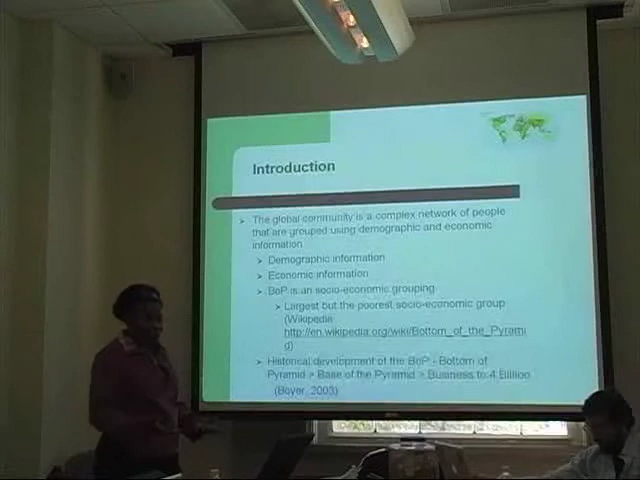 Introduction
The global community is a complex network of people
that are grouped using demographic and economic
information
Demographic information
Economic information
BoP is an socio-economic grouping
Largest but the poorest socio-economic group
(Wikipedia
http://en.wikipedia.org/wiki/Bottom_of_the_Pyrami
d)
Historical development of the BoP - Bottom of
Pyramid > Base of the Pyramid > Business to 4 Billion
(Boyer, 2003)